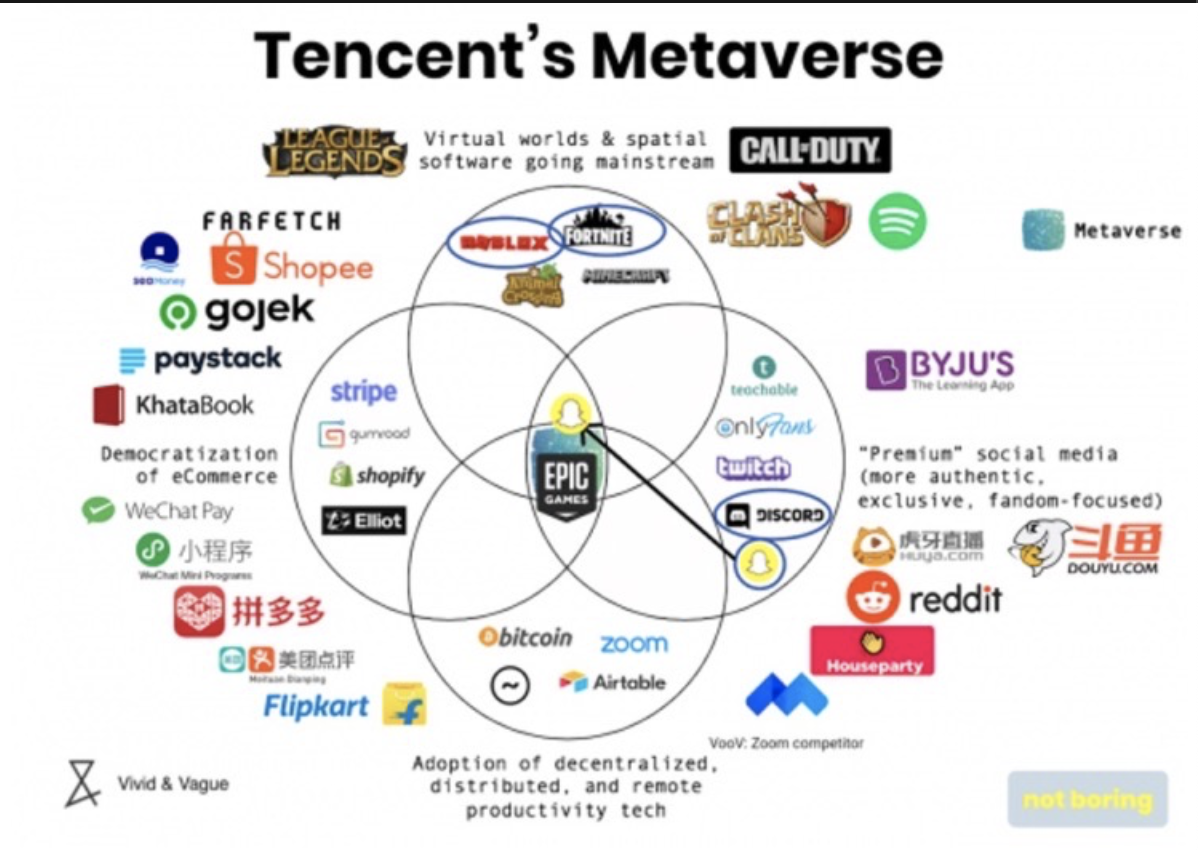 Tencent's Metaverse
LEAGUE
of
LEGENDS
Virtual worlds & spatial
software going mainstream
CALL OF DUTY
FARFETCH
ROBLOX
FORTNITE
CLASH
OF CLANS
Metaverse
SeaMoney
Shopee
Animal
Crossing
MINECRAFT
gojek
paystack
KhataBook
stripe
teachable
BYJU'S
The Learning App
gumroad
OnlyFans
Democratization
of eCommerce
shopify
EPIC
GAMES
twitch
"Premium" social media
(more authentic,
exclusive, fandom-focused)
WeChat Pay
Elliot
DISCORD
小程序
WeChat Mini Programs
虎牙直播
Huya.com
斗鱼
DOUYU.COM
拼多多
reddit
bitcoin
zoom
Houseparty
美团点评
Meituan Dianping
Airtable
Flipkart
VooV: Zoom competitor
Adoption of decentralized,
distributed, and remote
productivity tech
Vivid & Vague
not boring